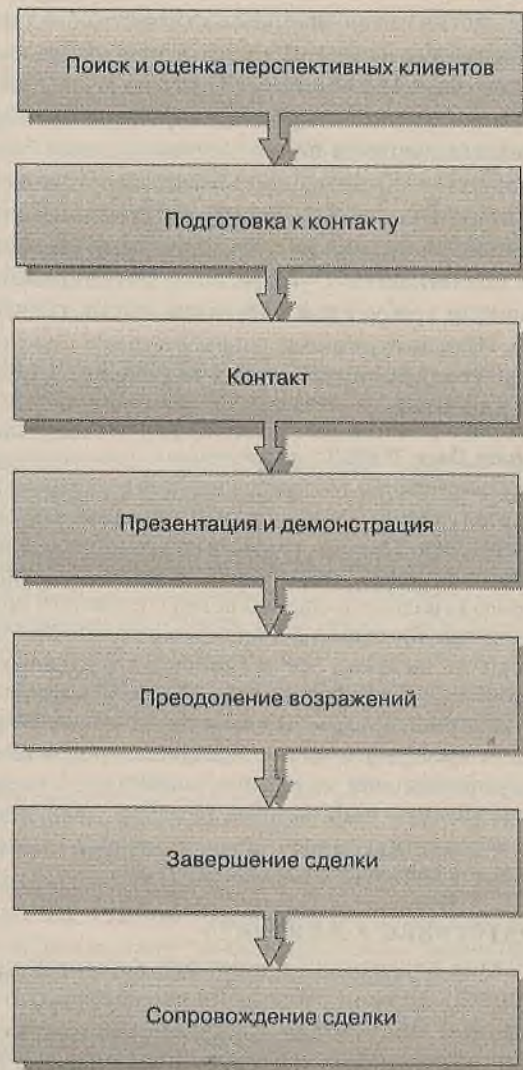 Поиск и оценка перспективных клиентов
Подготовка к контакту
Контакт
Презентация и демонстрация
Преодоление возражений
Завершение сделки
Сопровождение сделки